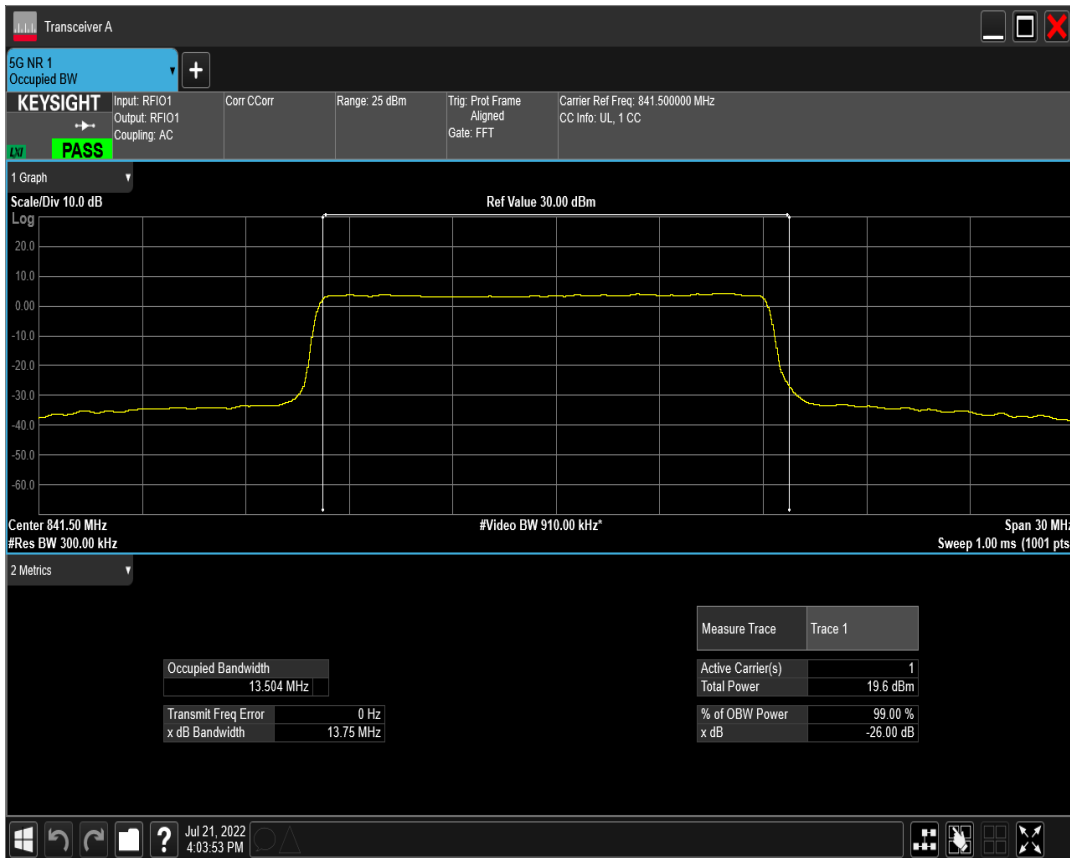 Transceiver A
5G NR 1
Occupied BW
+
KEYSIGHT
LXI
PASS
Input: RFIO1
Output: RFIO1
Coupling: AC
Corr CCorr
Range: 25 dBm
Trig: Prot Frame
Aligned
Gate: FFT
Carrier Ref Freq: 841.500000 MHz
CC Info: UL, 1 CC
1 Graph
Scale/Div 10.0 dB
Ref Value 30.00 dBm
Log
20.0
10.0
0.00
-10.0
-20.0
-30.0
-40.0
-50.0
-60.0
Center 841.50 MHz
#Video BW 910.00 kHz*
Span 30 MHz
#Res BW 300.00 kHz
Sweep 1.00 ms (1001 pts
2 Metrics
Measure Trace Trace 1
Occupied Bandwidth
13.504 MHz
Active Carrier(s) 1
Total Power 19.6 dBm
Transmit Freq Error 0 Hz
x dB Bandwidth 13.75 MHz
% of OBW Power 99.00 %
x dB -26.00 dB
?
Jul 21, 2022
4:03:53 PM